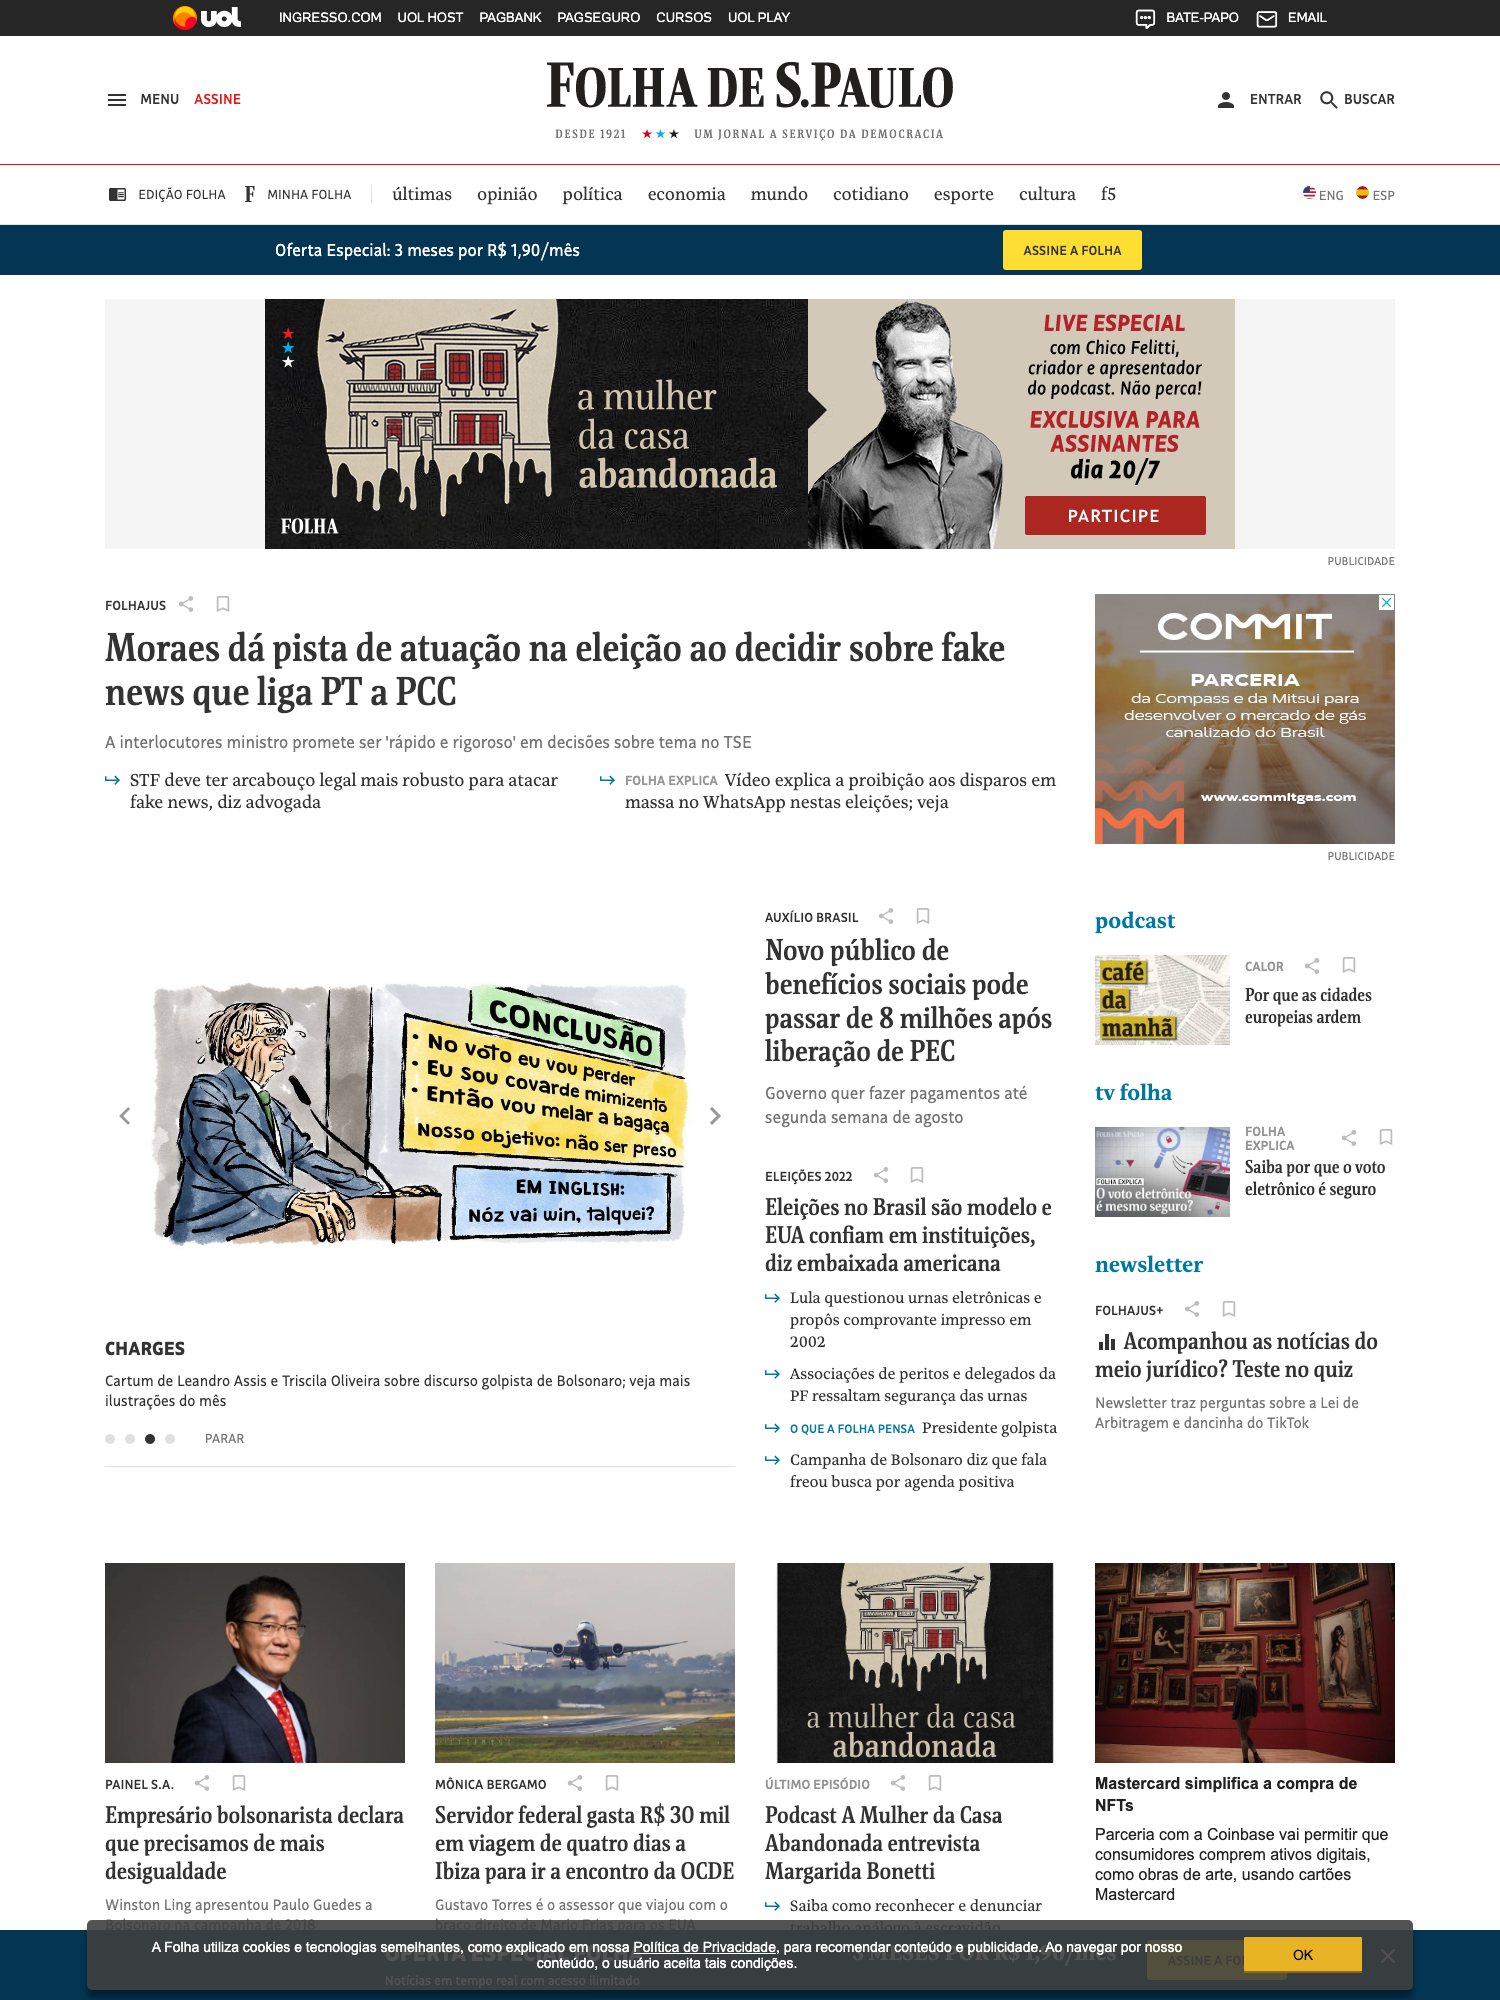 uol
INGRESSO.COM UOL HOST PAGBANK PAGSEGURO CURSOS UOL PLAY
BATE-PAPO EMAIL
MENU ASSINE
FOLHA DE S.PAULO
DESDE 1921 ★★★ UM JORNAL A SERVIÇO DA DEMOCRACIA
ENTRAR BUSCAR
EDIÇÃO FOLHA F MINHA FOLHA últimas opinião política economia mundo cotidiano esporte cultura f5
ENG ESP
Oferta Especial: 3 meses por R$ 1,90/mês
ASSINE A FOLHA
a mulher
da casa
abandonada
FOLHA
LIVE ESPECIAL
com Chico Felitti,
criador e apresentador
do podcast. Não perca!
EXCLUSIVA PARA
ASSINANTES
dia 20/7
PARTICIPE
PUBLICIDADE
FOLHAJUS
Moraes dá pista de atuação na eleição ao decidir sobre fake
news que liga PT a PCC
A interlocutores ministro promete ser 'rápido e rigoroso' em decisões sobre tema no TSE
STF deve ter arcabouço legal mais robusto para atacar
fake news, diz advogada
FOLHA EXPLICA Vídeo explica a proibição aos disparos em
massa no WhatsApp nestas eleições; veja
COMMIT
PARCERIA
da Compass e da Mitsui para
desenvolver o mercado de gás
canalizado do Brasil
www.commitgas.com
PUBLICIDADE
CONCLUSÃO
• No voto eu vou perder
• Eu sou covarde mimizento
• Então vou melar a bagaça
Nosso objetivo: não ser preso
EM INGLISH:
Nóz vai win, talquei?
CHARGES
Cartum de Leandro Assis e Triscila Oliveira sobre discurso golpista de Bolsonaro; veja mais
ilustrações do mês
PARAR
AUXÍLIO BRASIL
Novo público de
benefícios sociais pode
passar de 8 milhões após
liberação de PEC
Governo quer fazer pagamentos até
segunda semana de agosto
ELEIÇÕES 2022
Eleições no Brasil são modelo e
EUA confiam em instituições,
diz embaixada americana
Lula questionou urnas eletrônicas e
propôs comprovante impresso em
2002
Associações de peritos e delegados da
PF ressaltam segurança das urnas
O QUE A FOLHA PENSA Presidente golpista
Campanha de Bolsonaro diz que fala
freou busca por agenda positiva
podcast
café
da
manhã
CALOR
Por que as cidades
europeias ardem
tv folha
FOLHA DE S.PAULO
FOLHA EXPLICA
O voto eletrônico
é mesmo seguro?
FOLHA
EXPLICA
Saiba por que o voto
eletrônico é seguro
newsletter
FOLHAJUS+
Acompanhou as notícias do
meio jurídico? Teste no quiz
Newsletter traz perguntas sobre a Lei de
Arbitragem e dancinha do TikTok
PAINEL S.A.
Empresário bolsonarista declara
que precisamos de mais
desigualdade
Winston Ling apresentou Paulo Guedes a
Bolsonaro na campanha de 2018
MÔNICA BERGAMO
Servidor federal gasta R$ 30 mil
em viagem de quatro dias a
Ibiza para ir a encontro da OCDE
Gustavo Torres é o assessor que viajou com o
braço direito de Mario Frias para os EUA
a mulher da casa
abandonada
ÚLTIMO EPISÓDIO
Podcast A Mulher da Casa
Abandonada entrevista
Margarida Bonetti
Saiba como reconhecer e denunciar
trabalho análogo à escravidão
Mastercard simplifica a compra de
NFTs
Parceria com a Coinbase vai permitir que
consumidores comprem ativos digitais,
como obras de arte, usando cartões
Mastercard
A Folha utiliza cookies e tecnologias semelhantes, como explicado em nossa Política de Privacidade, para recomendar conteúdo e publicidade. Ao navegar por nosso
conteúdo, o usuário aceita tais condições.
OK
3 MESES POR R$ 1,90/mês
ASSINE A FO
Notícias em tempo real com acesso ilimitado